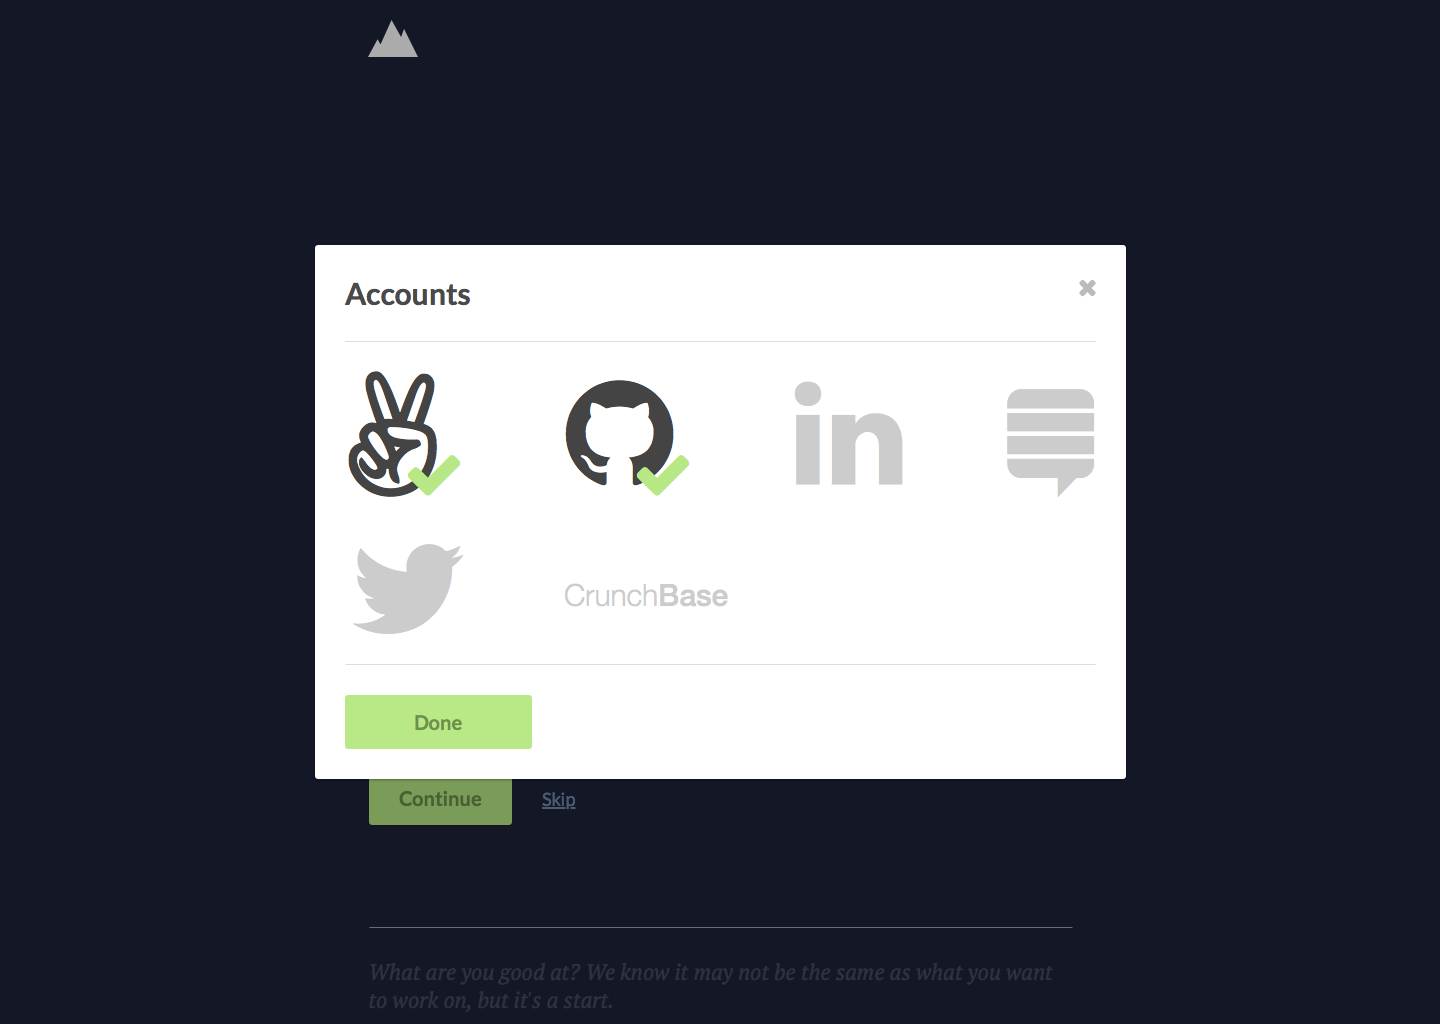 Accounts
in
CrunchBase
Done
Continue
Skip
What are you good at? We know it may not be the same as what you want
to work on, but it's a start.